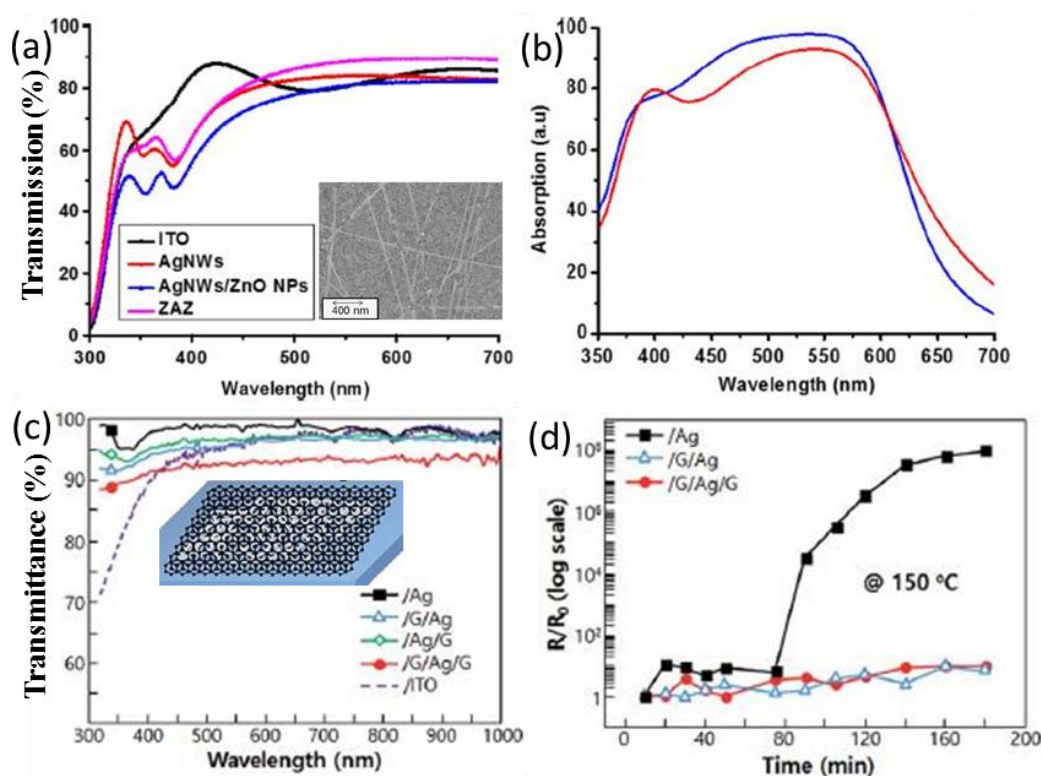 (a)
Transmission (%)
100
80
60
40
20
0
ITO
AgNWs
AgNWs/ZnO NPs
ZAZ
400 nm
300 400 500 600 700
Wavelength (nm)
(b)
Absorption (a.u)
100
80
60
40
20
0
350 400 450 500 550 600 650 700
Wavelength (nm)
(c)
Transmittance (%)
100
95
90
80
70
60
/Ag
/G/Ag
/Ag/G
/G/Ag/G
/ITO
300 400 500 600 700 800 900 1000
Wavelength (nm)
(d)
R/R₀ (log scale)
/Ag
/G/Ag
/G/Ag/G
10⁸
10⁶
10⁴
10²
1
@ 150 °C
0 40 80 120 160 200
Time (min)